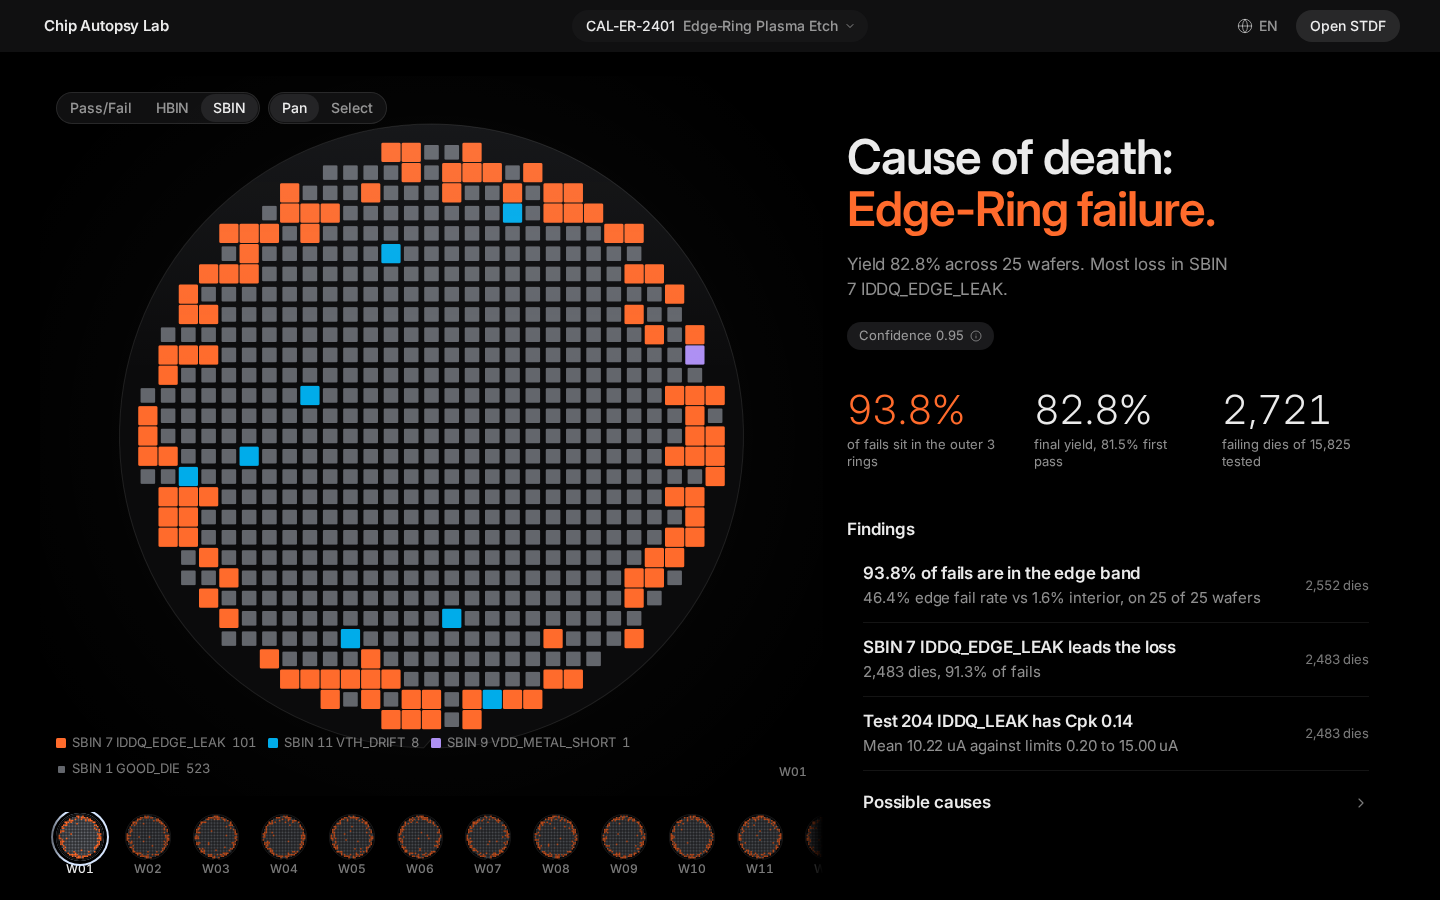 Chip Autopsy Lab
CAL-ER-2401 Edge-Ring Plasma Etch
EN
Open STDF
Pass/Fail HBIN SBIN Pan Select
Cause of death:
Edge-Ring failure.
Yield 82.8% across 25 wafers. Most loss in SBIN
7 IDDQ_EDGE_LEAK.
Confidence 0.95
93.8%
of fails sit in the outer 3
rings
82.8%
final yield, 81.5% first
pass
2,721
failing dies of 15,825
tested
Findings
93.8% of fails are in the edge band
46.4% edge fail rate vs 1.6% interior, on 25 of 25 wafers
2,552 dies
SBIN 7 IDDQ_EDGE_LEAK leads the loss
2,483 dies, 91.3% of fails
2,483 dies
Test 204 IDDQ_LEAK has Cpk 0.14
Mean 10.22 uA against limits 0.20 to 15.00 uA
2,483 dies
Possible causes
SBIN 7 IDDQ_EDGE_LEAK 101 SBIN 11 VTH_DRIFT 8 SBIN 9 VDD_METAL_SHORT 1
SBIN 1 GOOD_DIE 523
W01
W01 W02 W03 W04 W05 W06 W07 W08 W09 W10 W11